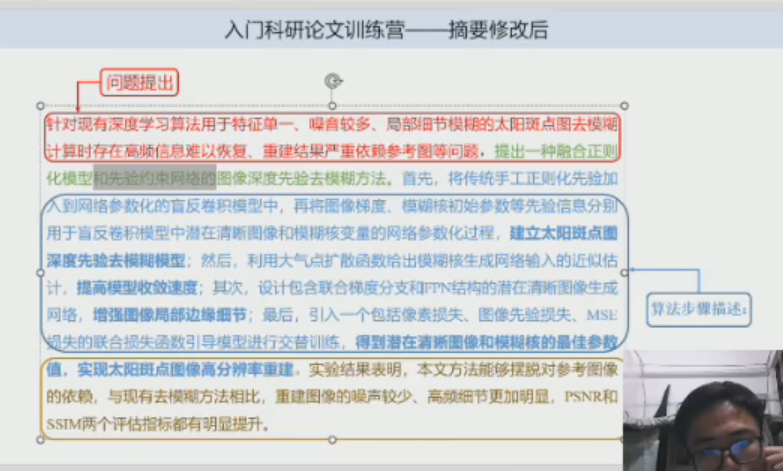 入门科研论文训练营——摘要修改后
问题提出
针对现有深度学习算法用于特征单一、噪音较多、局部细节模糊的太阳斑点图去模糊
计算时存在高频信息难以恢复、重建结果严重依赖参考图等问题，提出一种融合正则
化模型和先验约束网络的图像深度先验去模糊方法。首先，将传统手工正则化先验加
入到网络参数化的盲反卷积模型中，再将图像梯度、模糊核初始参数等先验信息分别
用于盲反卷积模型中潜在清晰图像和模糊核变量的网络参数化过程，建立太阳斑点图
深度先验去模糊模型；然后，利用大气点扩散函数给出模糊核生成网络输入的近似估
计，提高模型收敛速度；其次，设计包含联合梯度分支和FPN结构的潜在清晰图像生成
网络，增强图像局部边缘细节；最后，引入一个包括像素损失、图像先验损失、MSE
损失的联合损失函数引导模型进行交替训练，得到潜在清晰图像和模糊核的最佳参数
值，实现太阳斑点图像高分辨率重建。实验结果表明，本文方法能够摆脱对参考图像
的依赖，与现有去模糊方法相比，重建图像的噪声较少、高频细节更加明显，PSNR和
SSIM两个评估指标都有明显提升。
算法步骤描述: